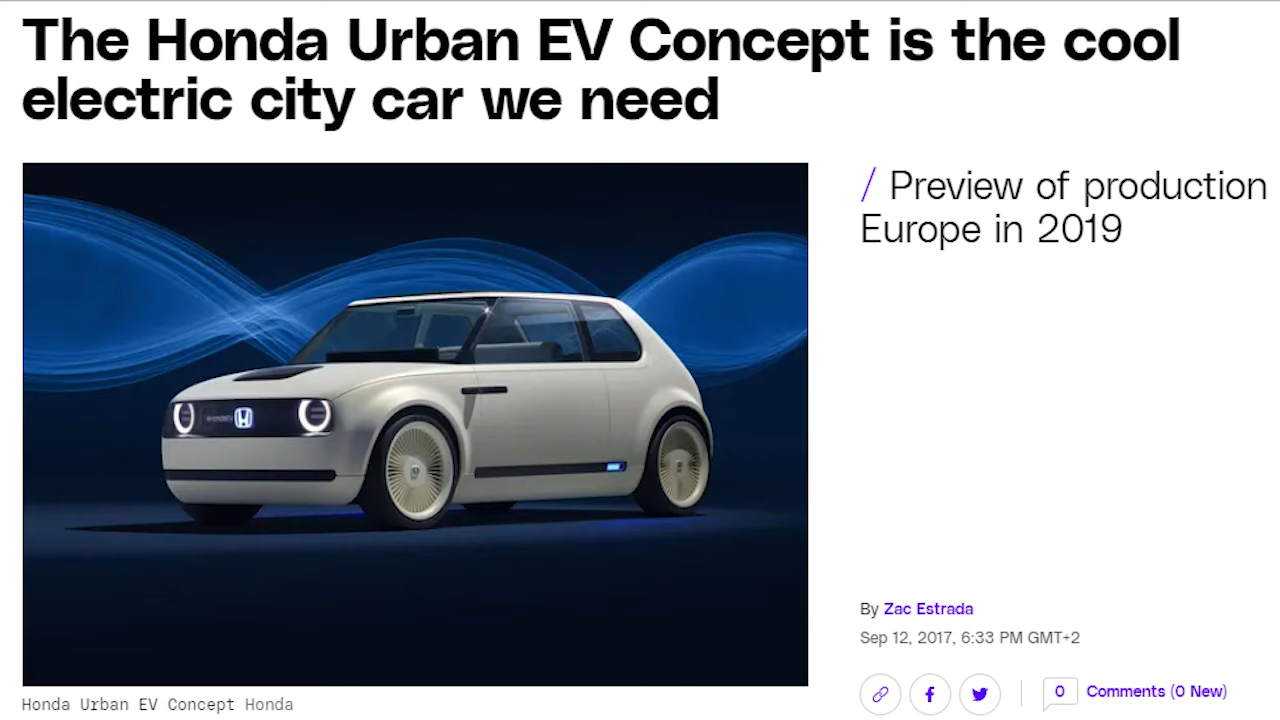 The Honda Urban EV Concept is the cool
electric city car we need
/ Preview of production
Europe in 2019
By Zac Estrada
Sep 12, 2017, 6:33 PM GMT+2
0 Comments (0 New)
Honda Urban EV Concept Honda